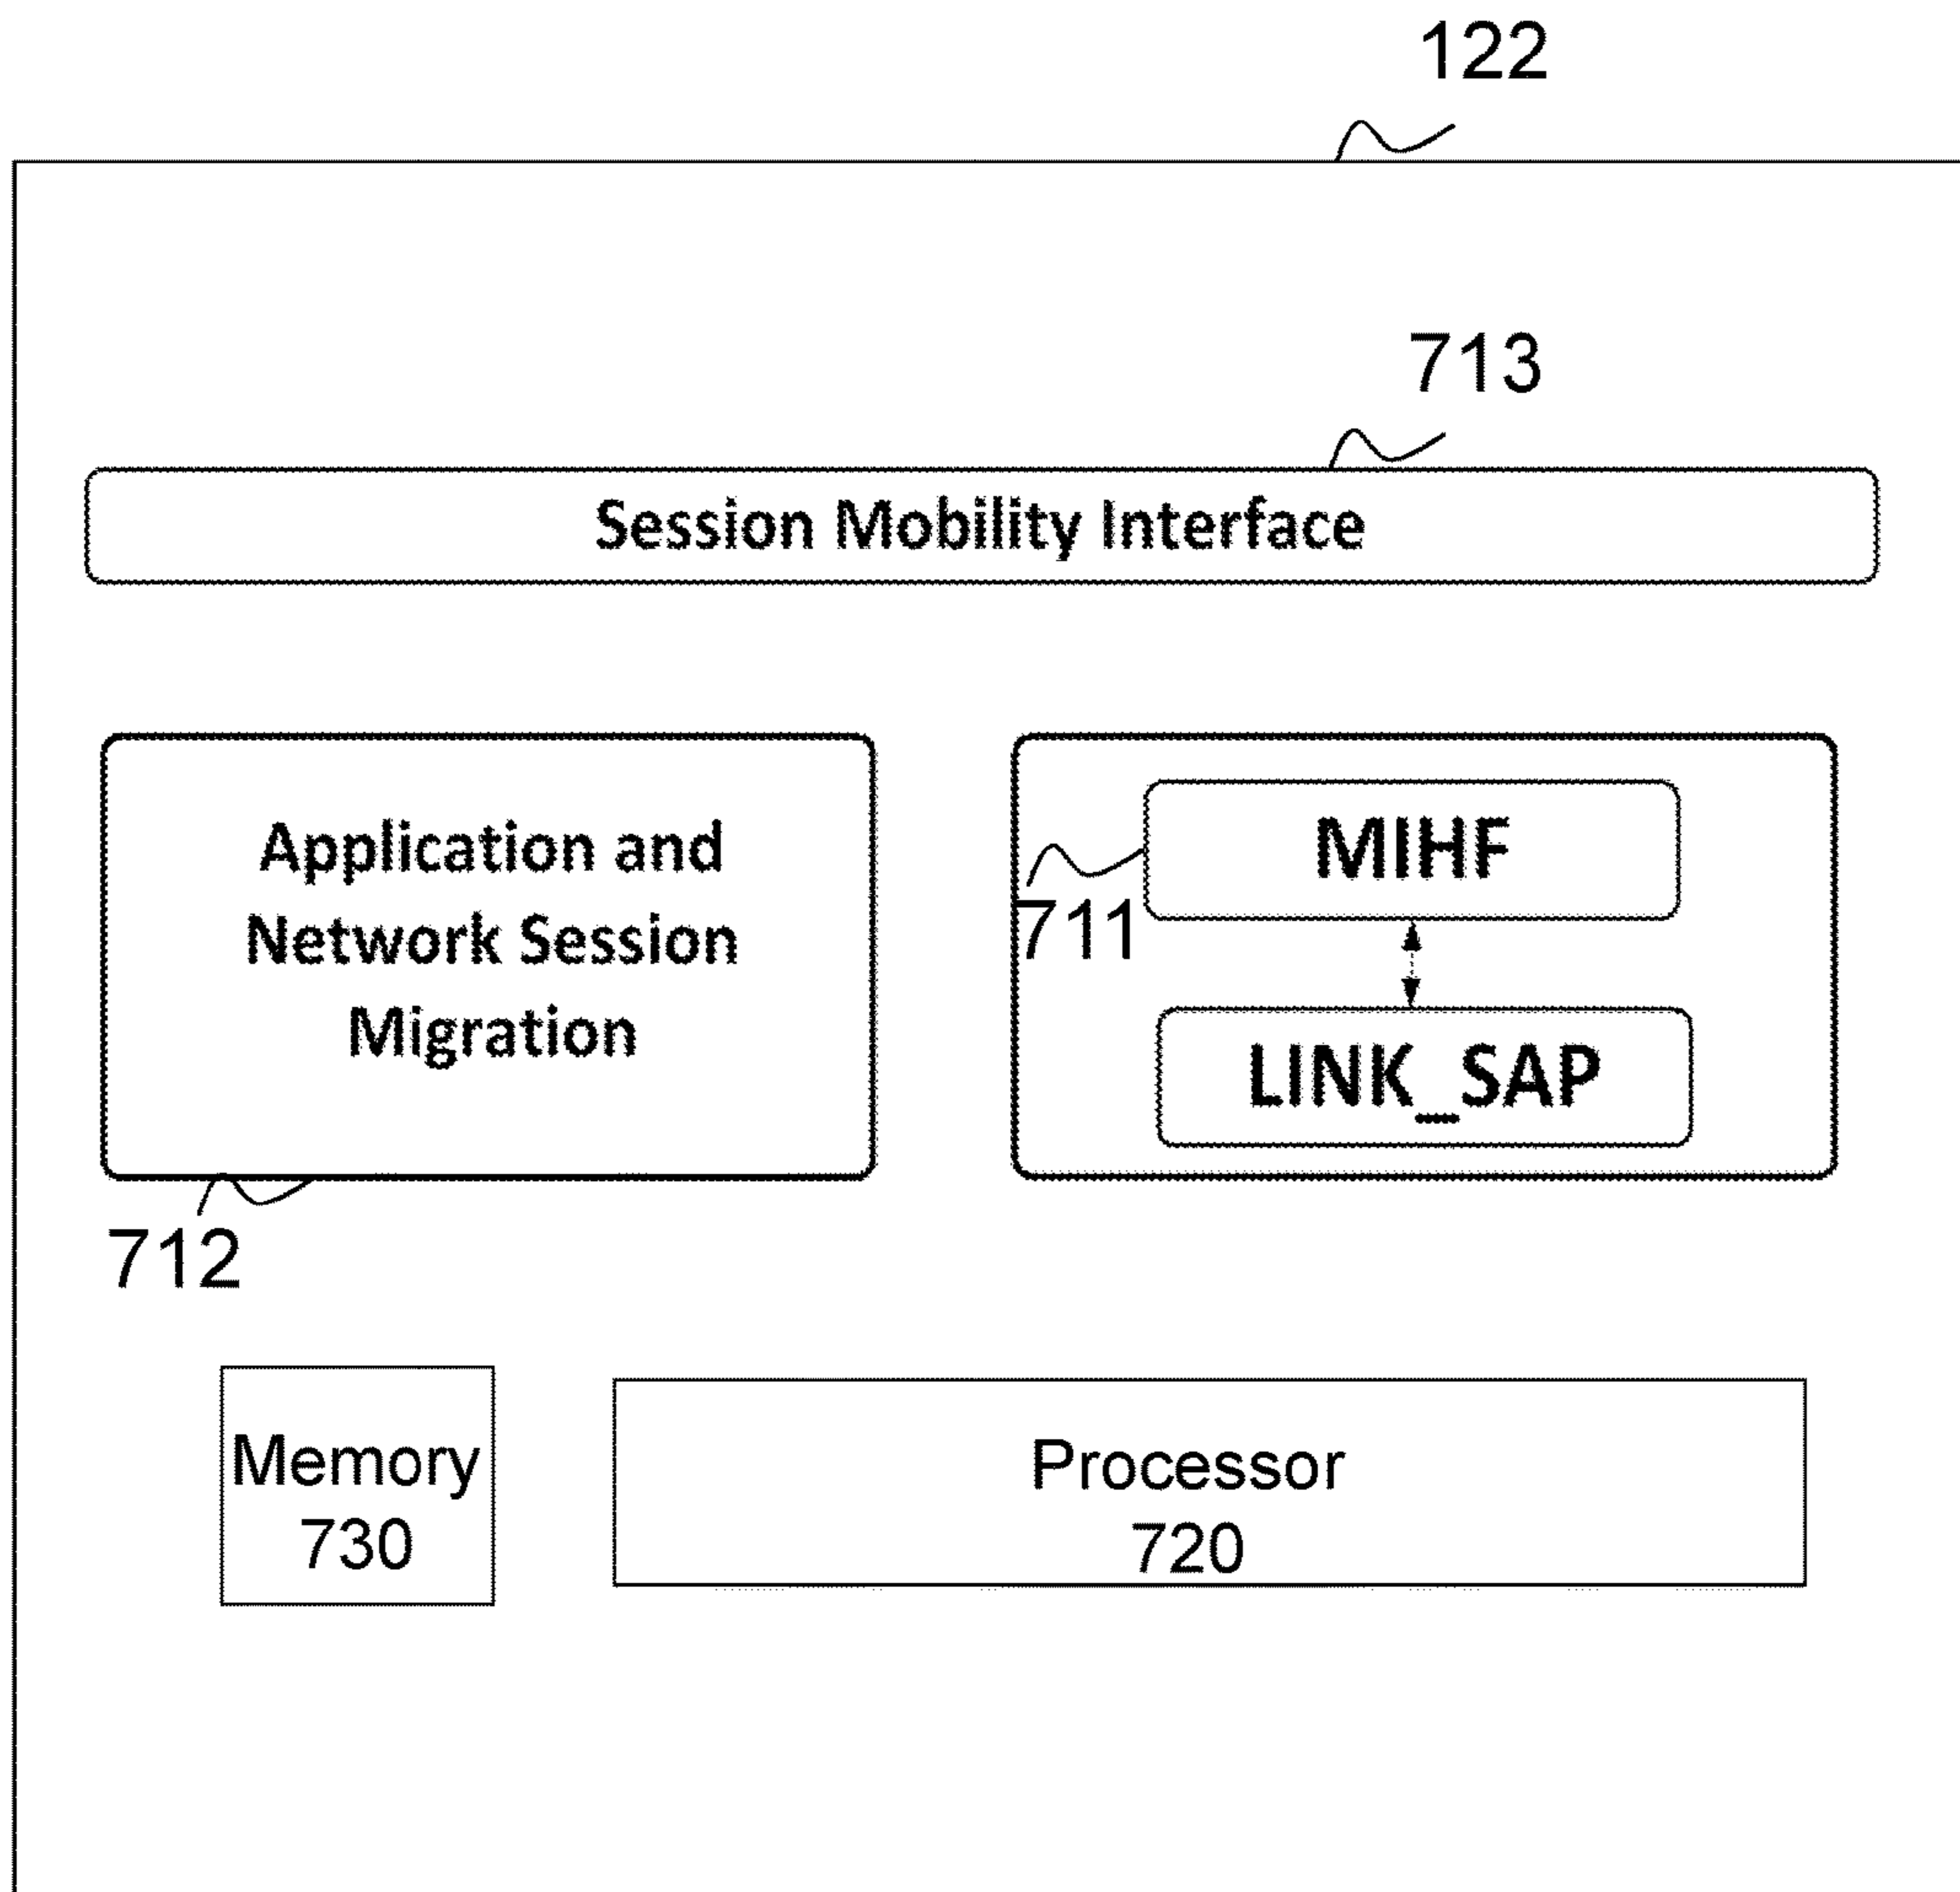 122
713
Session Mobility Interface
Application and
Network Session
Migration
712
MIHF
711
LINK_SAP
Memory
730
Processor
720